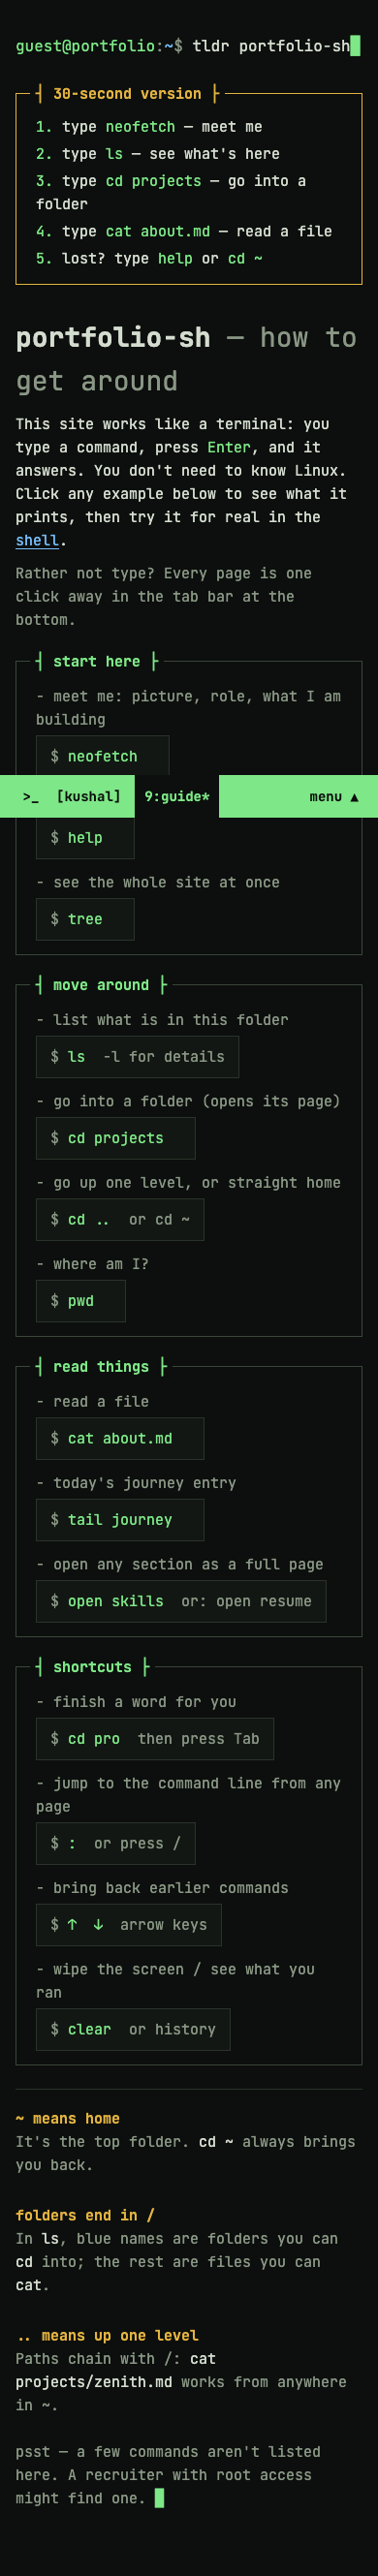 guest@portfolio:~$ tldr portfolio-sh
30-second version
1. type neofetch — meet me
2. type ls — see what's here
3. type cd projects — go into a
folder
4. type cat about.md — read a file
5. lost? type help or cd ~
portfolio-sh — how to
get around
This site works like a terminal: you
type a command, press Enter, and it
answers. You don't need to know Linux.
Click any example below to see what it
prints, then try it for real in the
shell.
Rather not type? Every page is one
click away in the tab bar at the
bottom.
start here
- meet me: picture, role, what I am
building
$ neofetch
>_ [kushal] 9:guide* menu ▲
$ help
- see the whole site at once
$ tree
move around
- list what is in this folder
$ ls -l for details
- go into a folder (opens its page)
$ cd projects
- go up one level, or straight home
$ cd .. or cd ~
- where am I?
$ pwd
read things
- read a file
$ cat about.md
- today's journey entry
$ tail journey
- open any section as a full page
$ open skills or: open resume
shortcuts
- finish a word for you
$ cd pro then press Tab
- jump to the command line from any
page
$ : or press /
- bring back earlier commands
$ ↑ ↓ arrow keys
- wipe the screen / see what you
ran
$ clear or history
~ means home
It's the top folder. cd ~ always brings
you back.
folders end in /
In ls, blue names are folders you can
cd into; the rest are files you can
cat.
.. means up one level
Paths chain with /: cat
projects/zenith.md works from anywhere
in ~.
psst — a few commands aren't listed
here. A recruiter with root access
might find one.